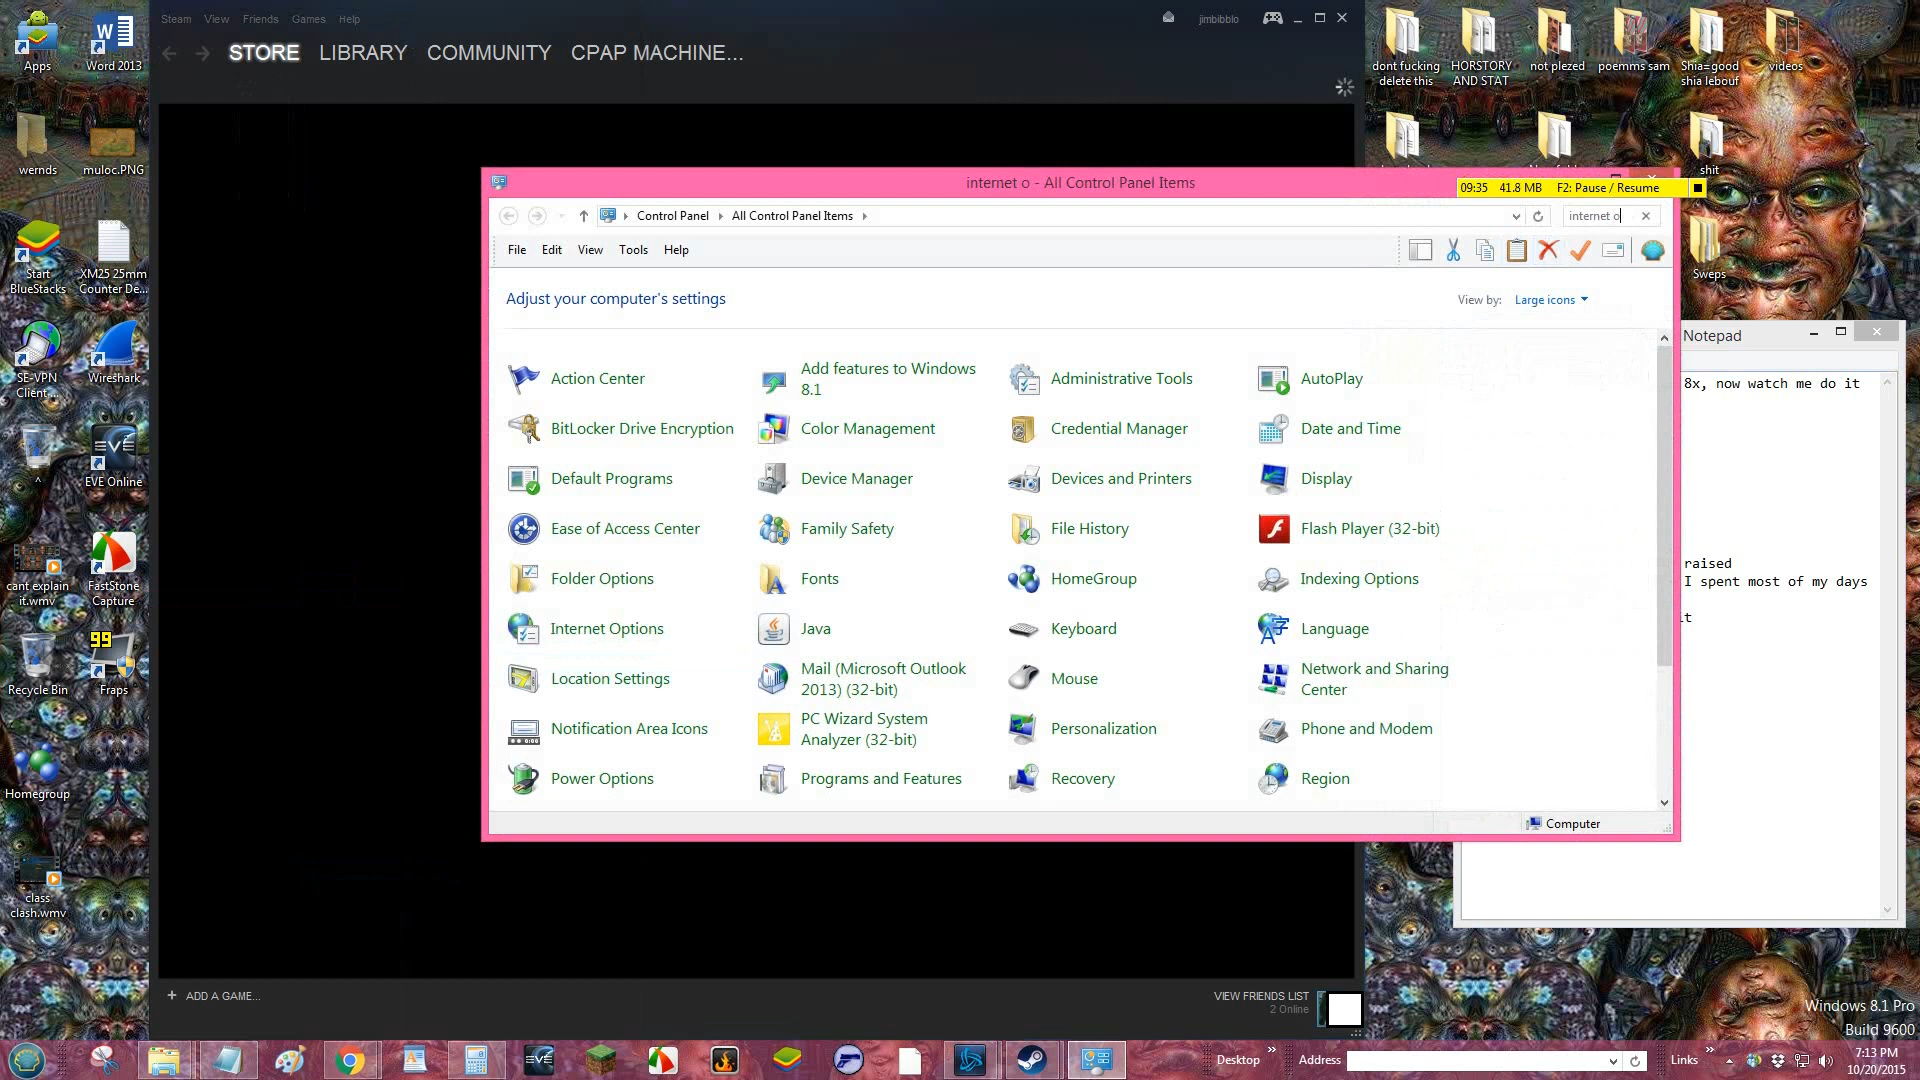 Steam View Friends Games Help
jimbibblo
STORE LIBRARY COMMUNITY CPAP MACHINE...
Apps
Word 2013
wernds
muloc.PNG
Start BlueStacks
XM25 25mm Counter De...
SE-VPN Client-...
Wireshark
^
EVE Online
cant explain it.wmv
FastStone Capture
99
Recycle Bin
Fraps
Homegroup
class clash.wmv
dont fucking delete this
HORSTORY AND STAT
not plezed
poemms sam
Shia=good shia lebouf
videos
shit
Sweps
internet o - All Control Panel Items
09:35 41.8 MB F2: Pause / Resume
Control Panel
All Control Panel Items
internet o
File Edit View Tools Help
Adjust your computer's settings
View by: Large icons
Action Center
Add features to Windows 8.1
Administrative Tools
AutoPlay
BitLocker Drive Encryption
Color Management
Credential Manager
Date and Time
Default Programs
Device Manager
Devices and Printers
Display
Ease of Access Center
Family Safety
File History
Flash Player (32-bit)
Folder Options
Fonts
HomeGroup
Indexing Options
Internet Options
Java
Keyboard
Language
Location Settings
Mail (Microsoft Outlook 2013) (32-bit)
Mouse
Network and Sharing Center
Notification Area Icons
PC Wizard System Analyzer (32-bit)
Personalization
Phone and Modem
Power Options
Programs and Features
Recovery
Region
Computer
Notepad
8x, now watch me do it
raised
I spent most of my days
it
+ ADD A GAME...
VIEW FRIENDS LIST
2 Online
Windows 8.1 Pro
Build 9600
EVE
Desktop
Address
Links
7:13 PM
10/20/2015